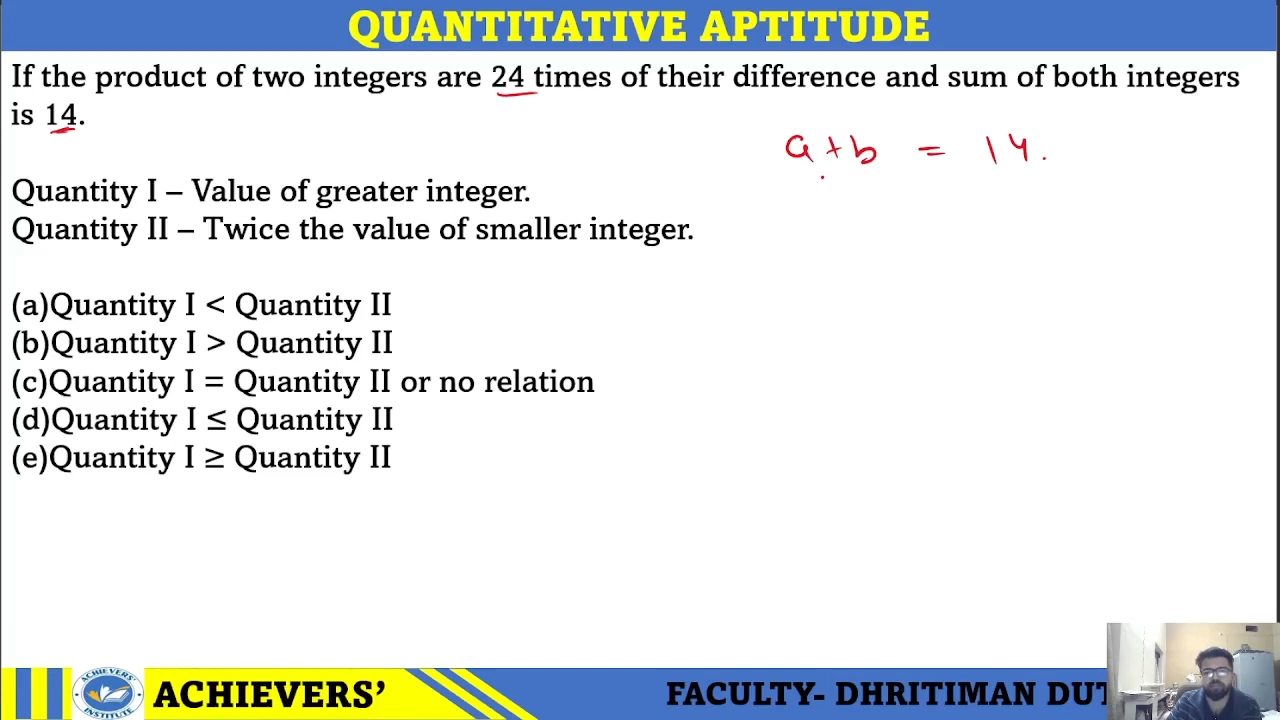 QUANTITATIVE APTITUDE
If the product of two integers are 24 times of their difference and sum of both integers
is 14.
a+b = 14.
Quantity I – Value of greater integer.
Quantity II – Twice the value of smaller integer.
(a)Quantity I < Quantity II
(b)Quantity I > Quantity II
(c)Quantity I = Quantity II or no relation
(d)Quantity I ≤ Quantity II
(e)Quantity I ≥ Quantity II
ACHIEVERS'
INSTITUTE
ACHIEVERS’
FACULTY- DHRITIMAN DUT